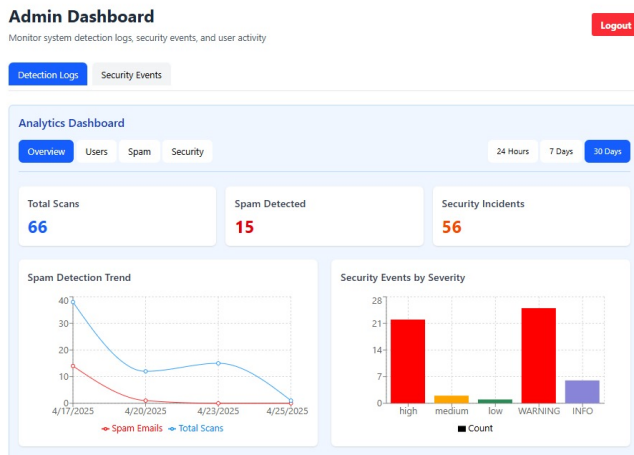 Admin Dashboard
Monitor system detection logs, security events, and user activity
Logout
Detection Logs Security Events
Analytics Dashboard
Overview Users Spam Security 24 Hours 7 Days 30 Days
Total Scans Spam Detected Security Incidents
66 15 56
Spam Detection Trend
40
30
20
10
0
4/17/2025 4/20/2025 4/23/2025 4/25/2025
Spam Emails Total Scans
Security Events by Severity
28
21
14
7
0
high medium low WARNING INFO
Count